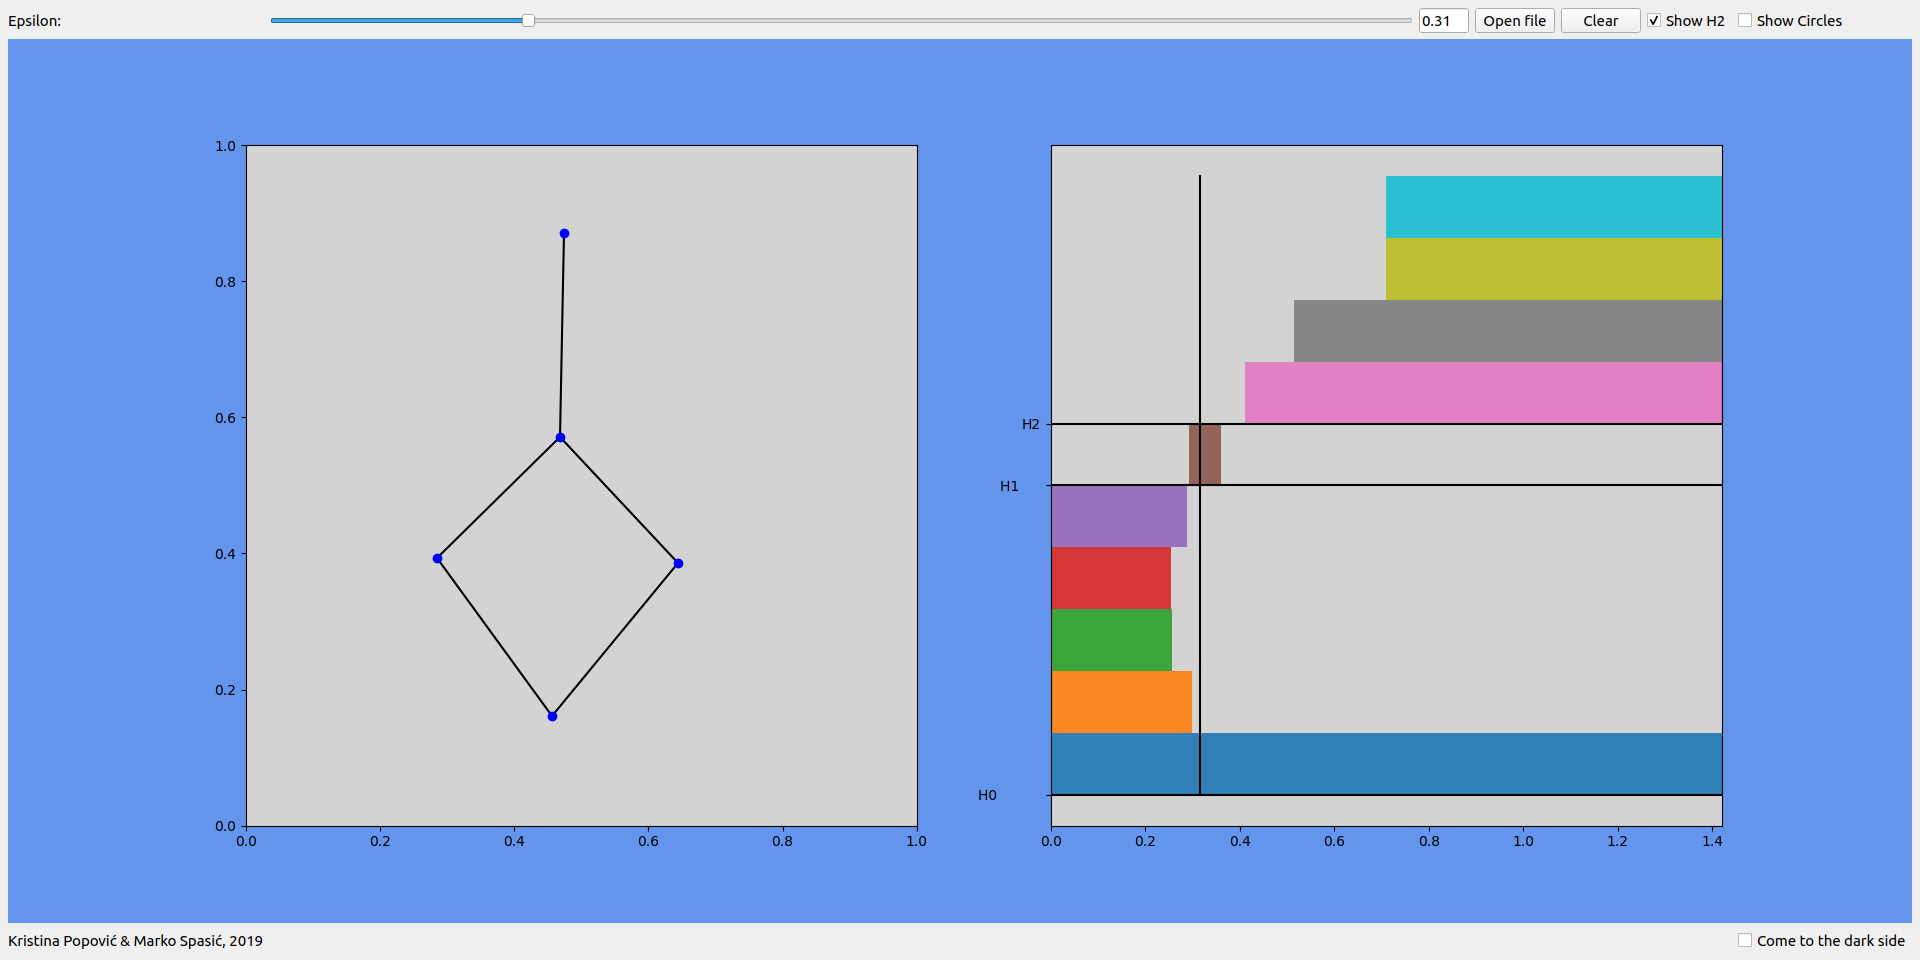 Epsilon: 0.31 Open file Clear Show H2 Show Circles
1.0
0.8
0.6
0.4
0.2
0.0
0.0 0.2 0.4 0.6 0.8 1.0
H2
H1
H0
0.0 0.2 0.4 0.6 0.8 1.0 1.2 1.4
Kristina Popović & Marko Spasić, 2019 Come to the dark side